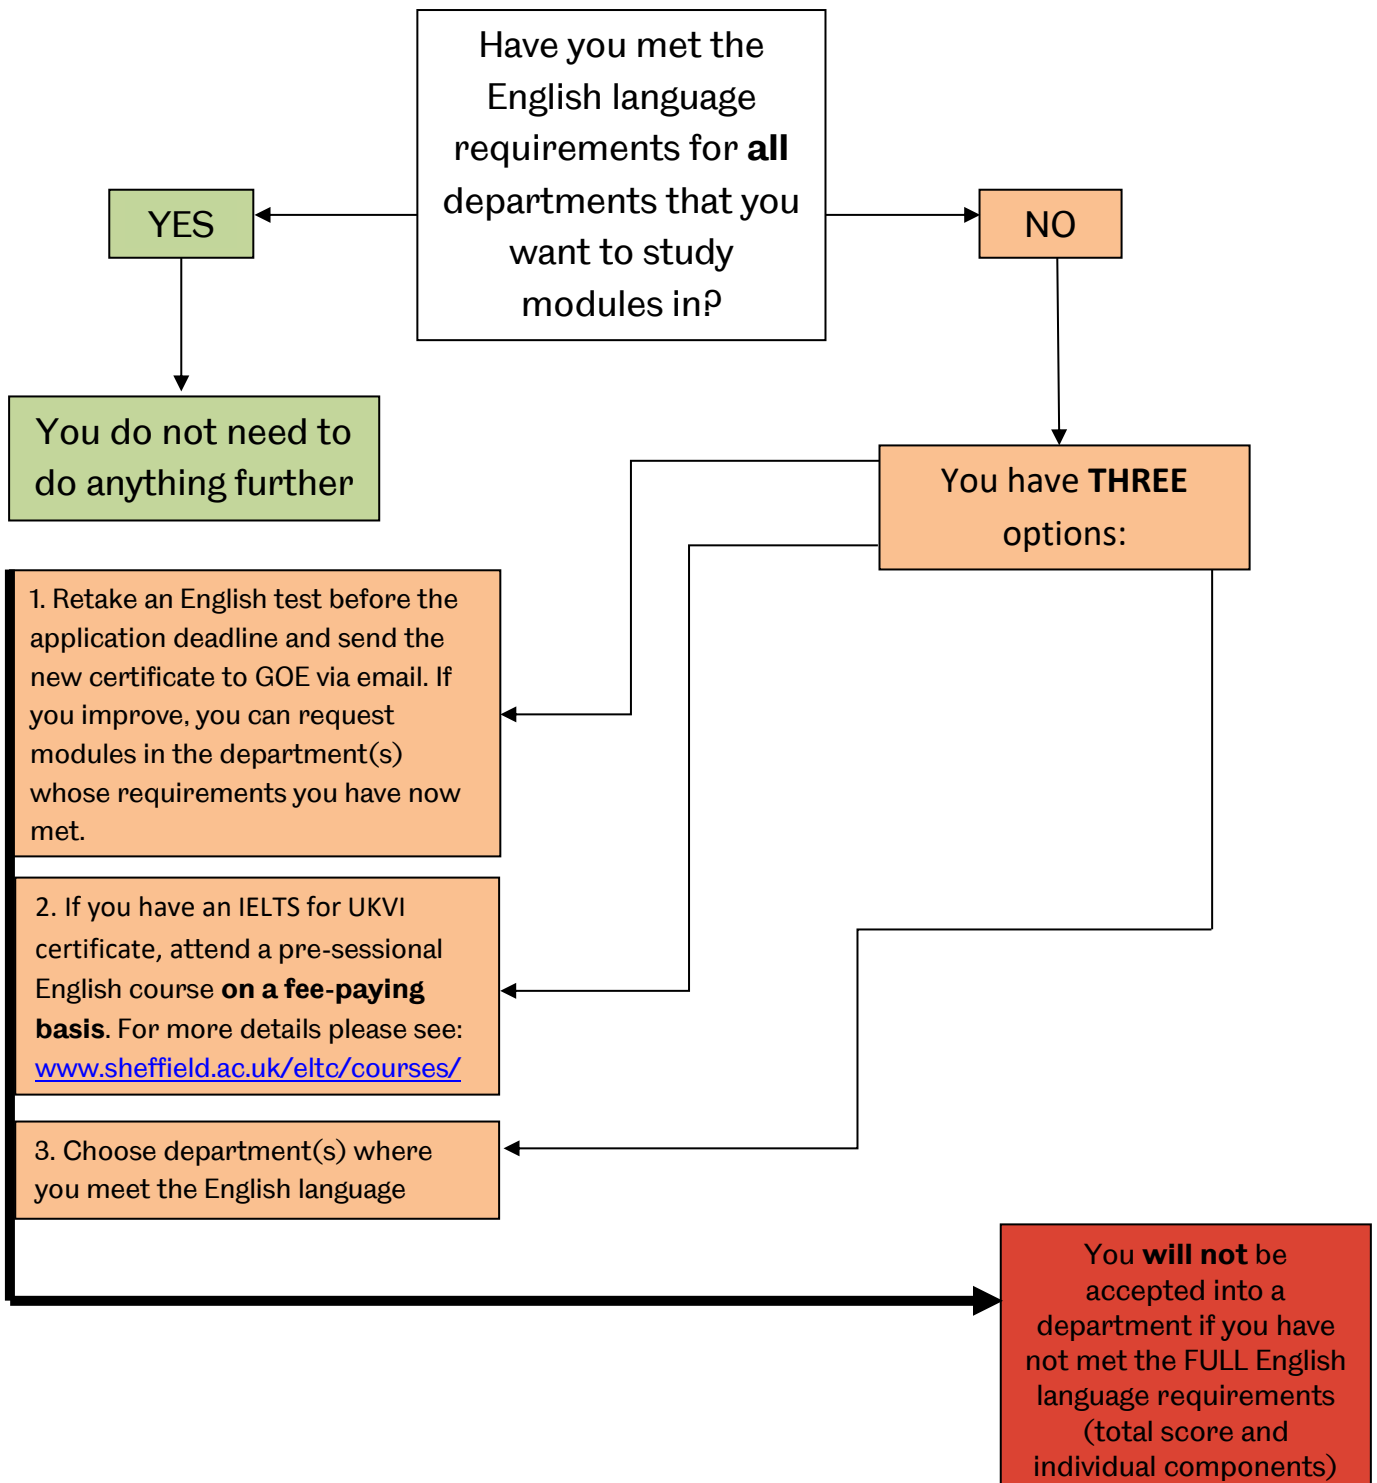 Have you met the
English language
requirements for all
departments that you
want to study
modules in?
YES
NO
You do not need to
do anything further
You have THREE
options:
1. Retake an English test before the
application deadline and send the
new certificate to GOE via email. If
you improve, you can request
modules in the department(s)
whose requirements you have now
met.
2. If you have an IELTS for UKVI
certificate, attend a pre-sessional
English course on a fee-paying
basis. For more details please see:
www.sheffield.ac.uk/eltc/courses/
3. Choose department(s) where
you meet the English language
You will not be
accepted into a
department if you have
not met the FULL English
language requirements
(total score and
individual components)